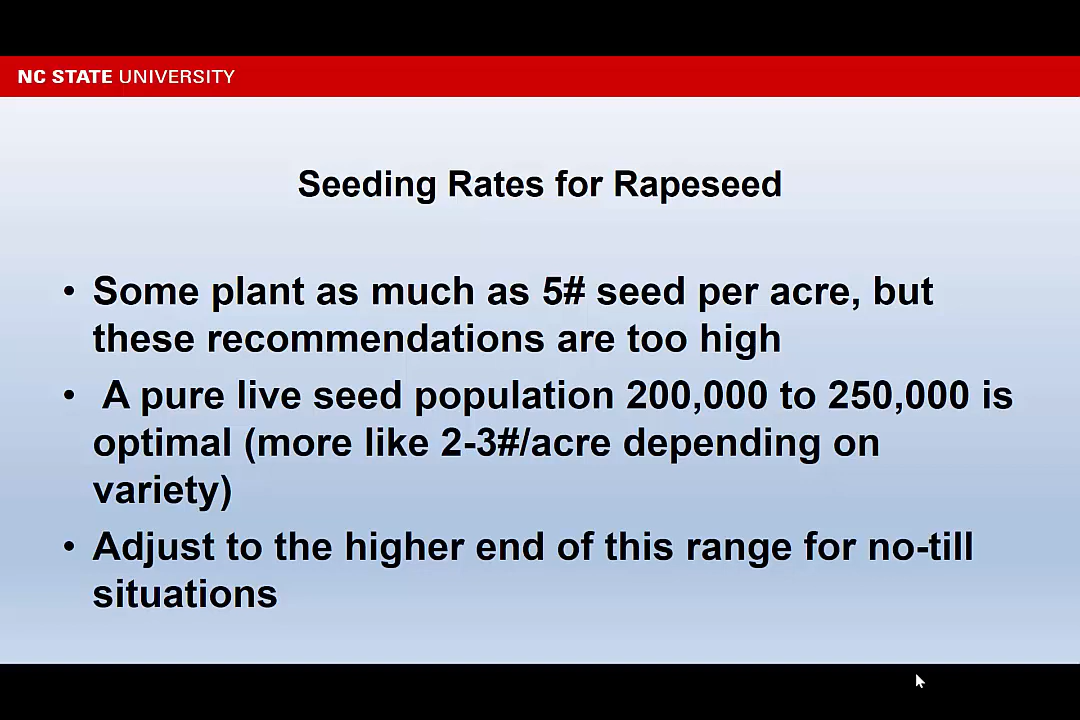 NC STATE UNIVERSITY
Seeding Rates for Rapeseed
• Some plant as much as 5# seed per acre, but
these recommendations are too high
• A pure live seed population 200,000 to 250,000 is
optimal (more like 2-3#/acre depending on
variety)
• Adjust to the higher end of this range for no-till
situations